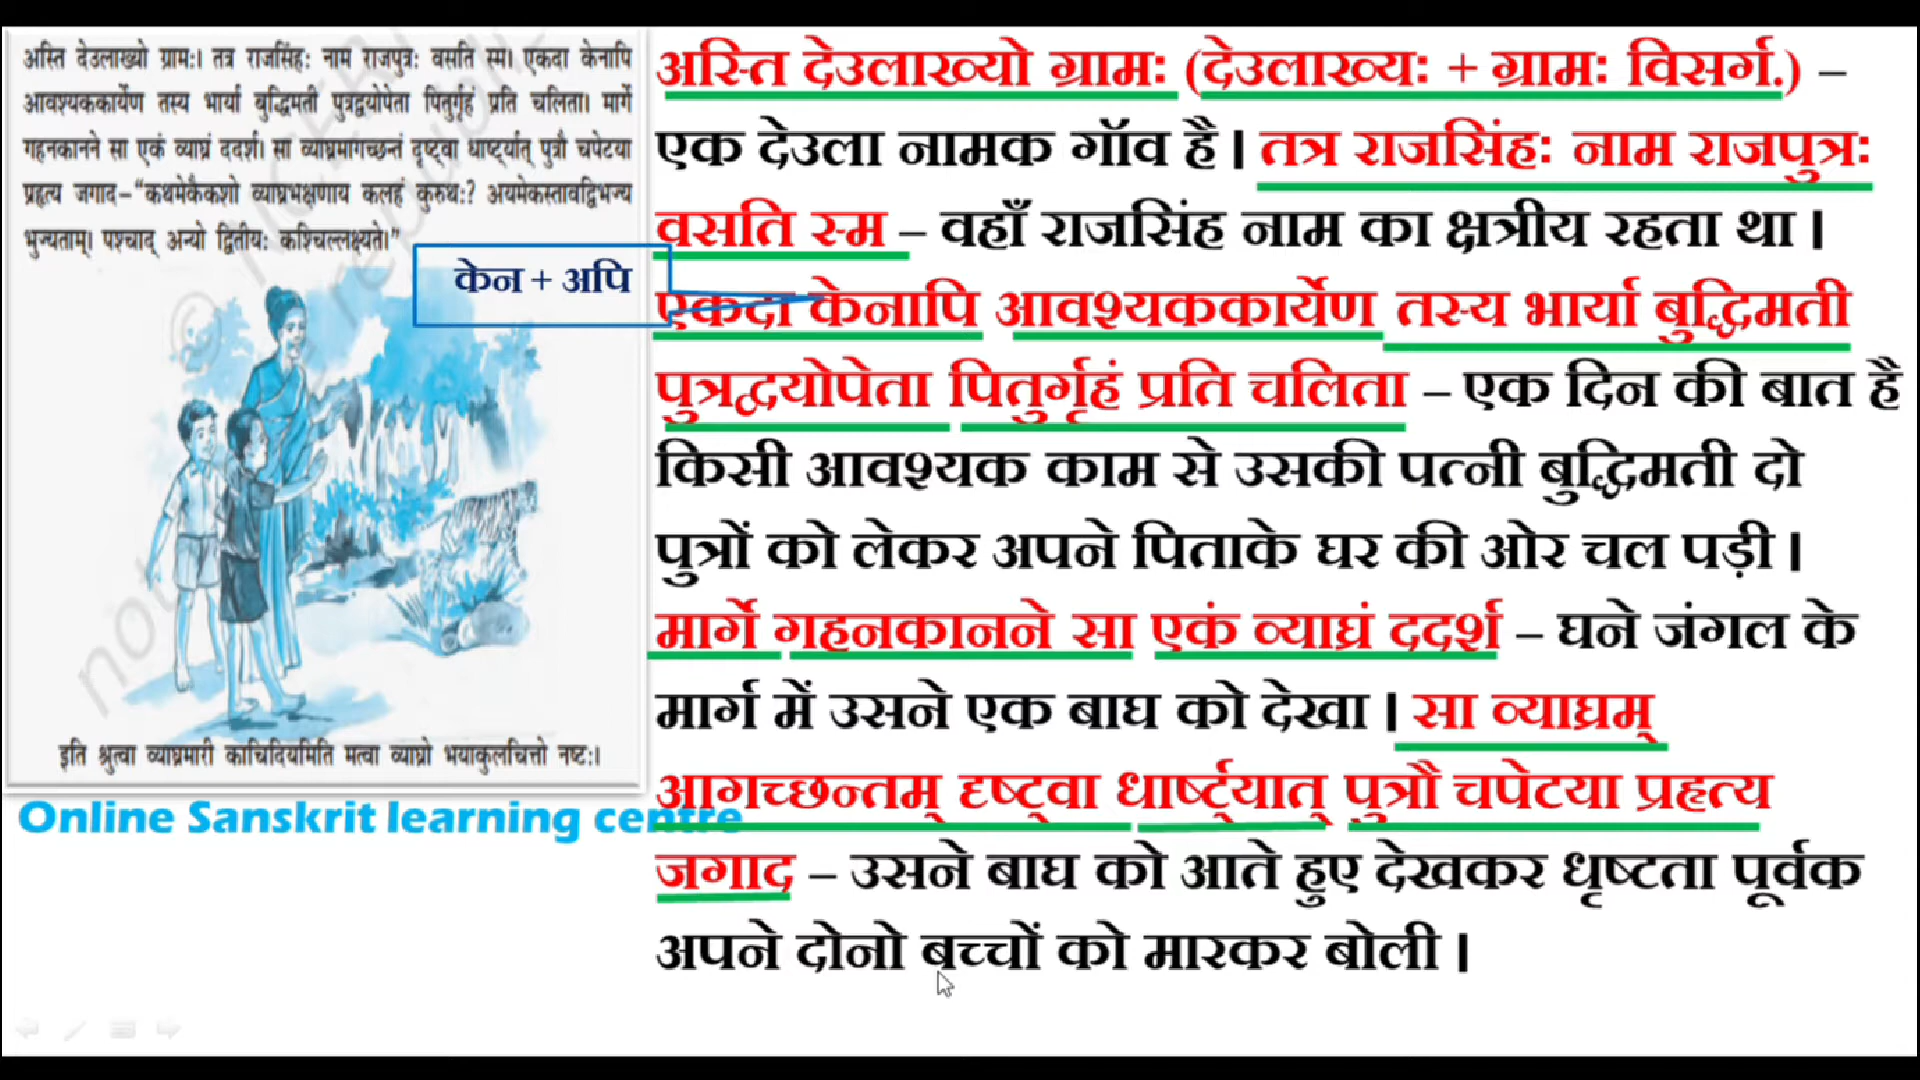 अस्ति देउलाख्यो ग्रामः। तत्र राजसिंहः नाम राजपुत्रः वसति स्म। एकदा केनापि
आवश्यककार्येण तस्य भार्या बुद्धिमती पुत्रद्वयोपेता पितुर्गृहं प्रति चलिता। मार्गे
गहनकानने सा एकं व्याघ्रं ददर्श। सा व्याघ्रमागच्छन्तं दृष्ट्वा धाष्टर्यात् पुत्रौ चपेटया
प्रहृत्य जगाद–“कथमेकैकशो व्याघ्रभक्षणाय कलहं कुरुथः? अयमेकस्तावद्विभज्य
भुज्यताम्। पश्चाद् अन्यो द्वितीयः कश्चिल्लक्ष्यते।”
केन + अपि
इति श्रुत्वा व्याघ्रमारी काचिदियमिति मत्वा व्याघ्रो भयाकुलचित्तो नष्टः।
Online Sanskrit learning centre
अस्ति देउलाख्यो ग्रामः (देउलाख्यः + ग्रामः विसर्ग.) –
एक देउला नामक गॉव है। तत्र राजसिंहः नाम राजपुत्रः
वसति स्म – वहाँ राजसिंह नाम का क्षत्रीय रहता था।
एकदा केनापि आवश्यककार्येण तस्य भार्या बुद्धिमती
पुत्रद्वयोपेता पितुर्गृहं प्रति चलिता – एक दिन की बात है
किसी आवश्यक काम से उसकी पत्नी बुद्धिमती दो
पुत्रों को लेकर अपने पिताके घर की ओर चल पड़ी।
मार्गे गहनकानने सा एकं व्याघ्रं ददर्श – घने जंगल के
मार्ग में उसने एक बाघ को देखा। सा व्याघ्रम्
आगच्छन्तम् दृष्ट्वा धार्ष्ट्यात् पुत्रौ चपेटया प्रहृत्य
जगाद – उसने बाघ को आते हुए देखकर धृष्टता पूर्वक
अपने दोनो बच्चों को मारकर बोली।